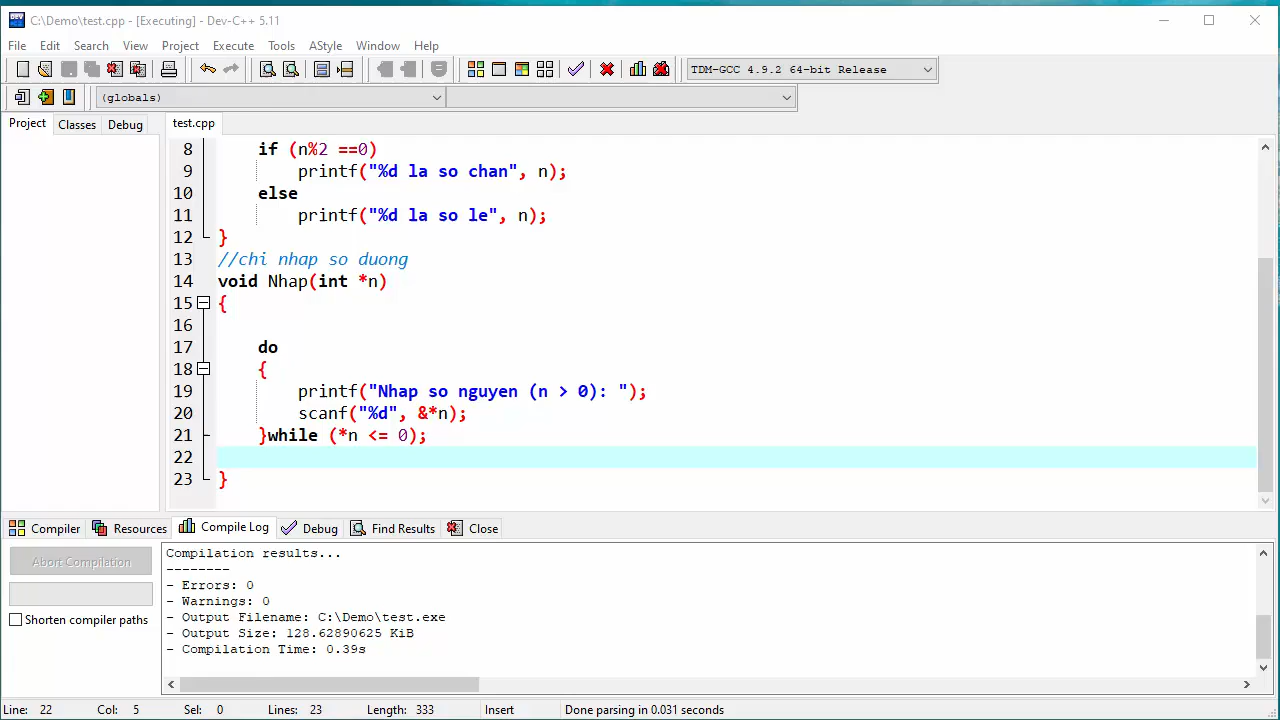 C:\Demo\test.cpp - [Executing] - Dev-C++ 5.11
File Edit Search View Project Execute Tools AStyle Window Help
TDM-GCC 4.9.2 64-bit Release
(globals)
Project Classes Debug test.cpp
8 if (n%2 ==0)
9 printf("%d la so chan", n);
10 else
11 printf("%d la so le", n);
12 }
13 //chi nhap so duong
14 void Nhap(int *n)
15 {
16
17 do
18 {
19 printf("Nhap so nguyen (n > 0): ");
20 scanf("%d", &*n);
21 }while (*n <= 0);
22
23 }
Compiler Resources Compile Log Debug Find Results Close
Abort Compilation
Shorten compiler paths
Compilation results...
--------
- Errors: 0
- Warnings: 0
- Output Filename: C:\Demo\test.exe
- Output Size: 128.62890625 KiB
- Compilation Time: 0.39s
Line: 22 Col: 5 Sel: 0 Lines: 23 Length: 333 Insert Done parsing in 0.031 seconds